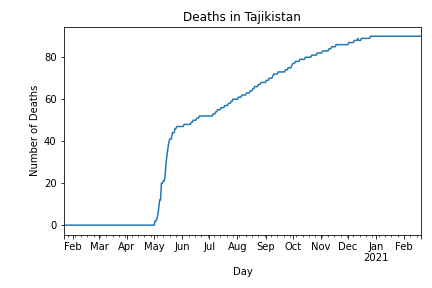 Deaths in Tajikistan
Number of Deaths
80
60
40
20
0
Feb Mar Apr May Jun Jul Aug Sep Oct Nov Dec Jan Feb
2021
Day